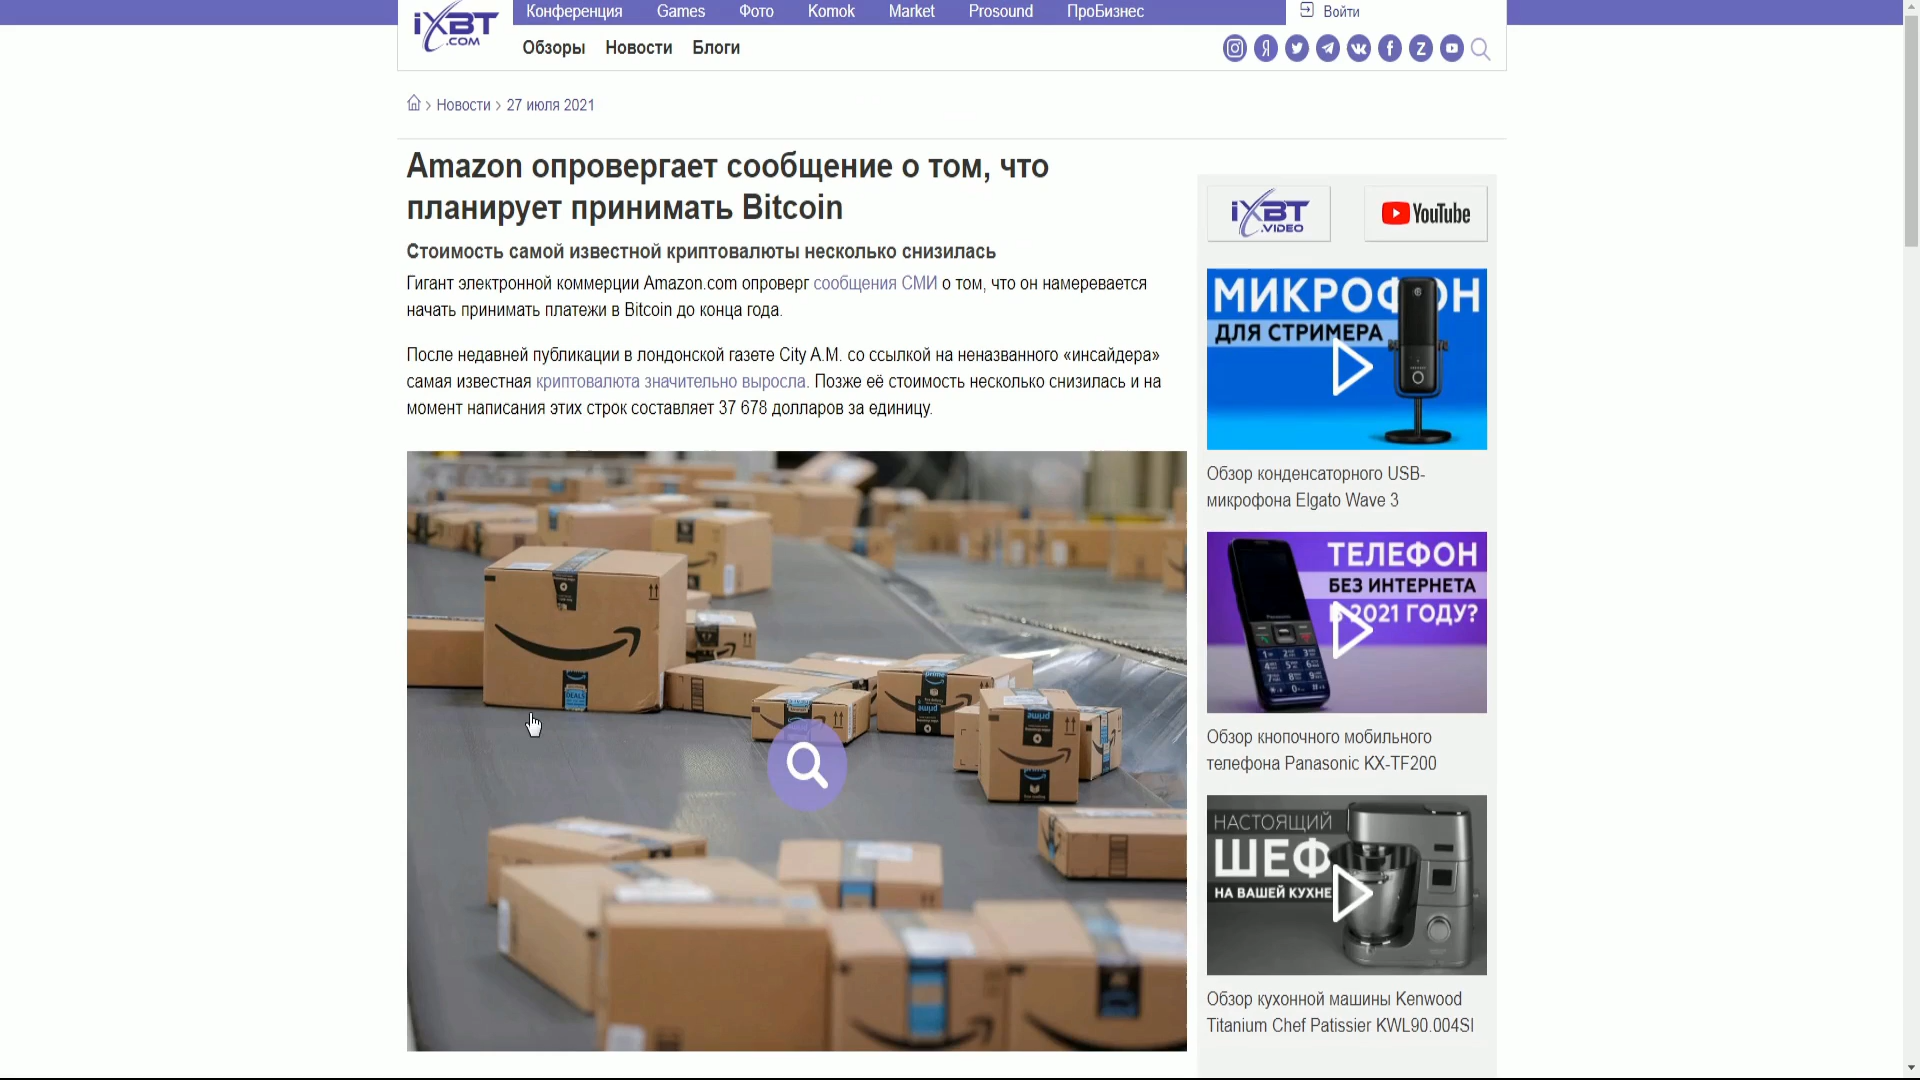 iXBT
.COM
Конференция Games Фото Komok Market Prosound ПроБизнес Войти
Обзоры Новости Блоги
Новости > 27 июля 2021
Amazon опровергает сообщение о том, что
планирует принимать Bitcoin
Стоимость самой известной криптовалюты несколько снизилась
Гигант электронной коммерции Amazon.com опроверг сообщения СМИ о том, что он намеревается
начать принимать платежи в Bitcoin до конца года.
После недавней публикации в лондонской газете City A.M. со ссылкой на неназванного «инсайдера»
самая известная криптовалюта значительно выросла. Позже её стоимость несколько снизилась и на
момент написания этих строк составляет 37 678 долларов за единицу.
prime
prime
prime
DEALS
iXBT
.VIDEO
YouTube
МИКРОФОН
ДЛЯ СТРИМЕРА
Обзор конденсаторного USB-
микрофона Elgato Wave 3
ТЕЛЕФОН
БЕЗ ИНТЕРНЕТА
В 2021 ГОДУ?
Panasonic
Обзор кнопочного мобильного
телефона Panasonic KX-TF200
НАСТОЯЩИЙ
ШЕФ
НА ВАШЕЙ КУХНЕ
Обзор кухонной машины Kenwood
Titanium Chef Patissier KWL90.004SI